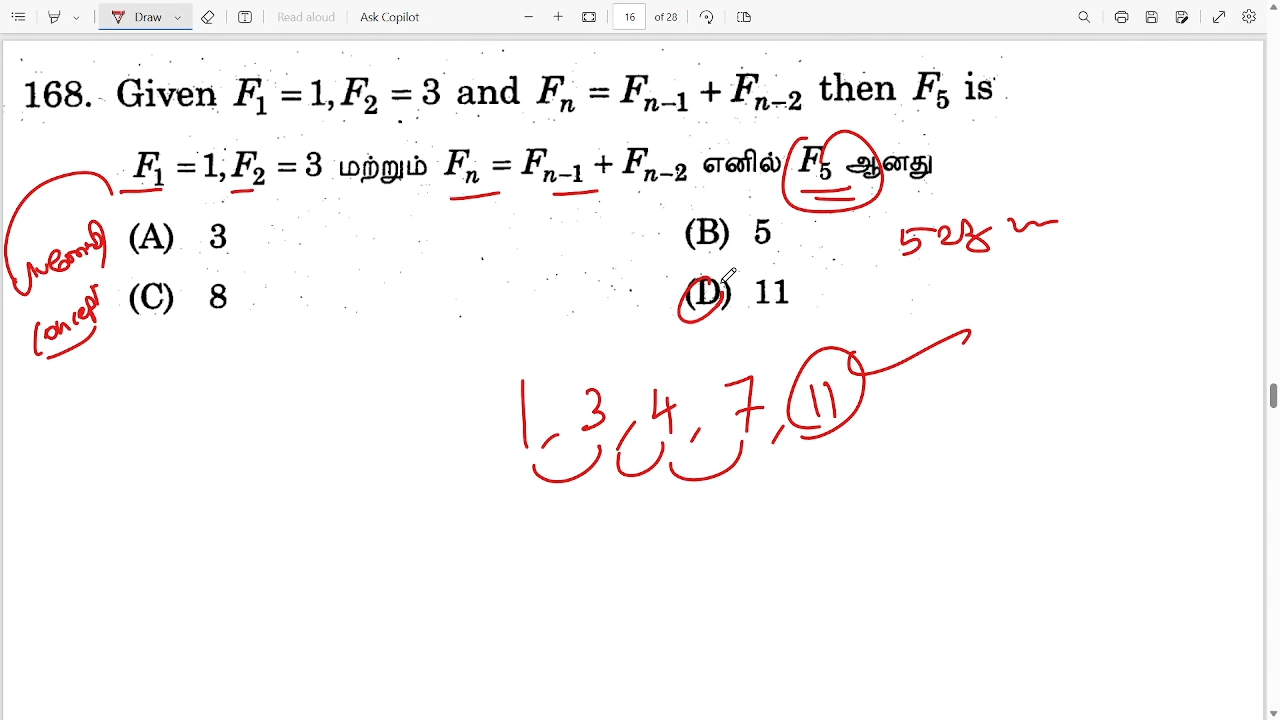 Draw Read aloud Ask Copilot 16 of 28
168. Given F₁ = 1, F₂ = 3 and Fₙ = Fₙ₋₁ + Fₙ₋₂ then F₅ is
F₁ = 1, F₂ = 3 மற்றும் Fₙ = Fₙ₋₁ + Fₙ₋₂ எனில் F₅ ஆனது
(A) 3 (B) 5
(C) 8 (D) 11
concept
1, 3, 4, 7, 11